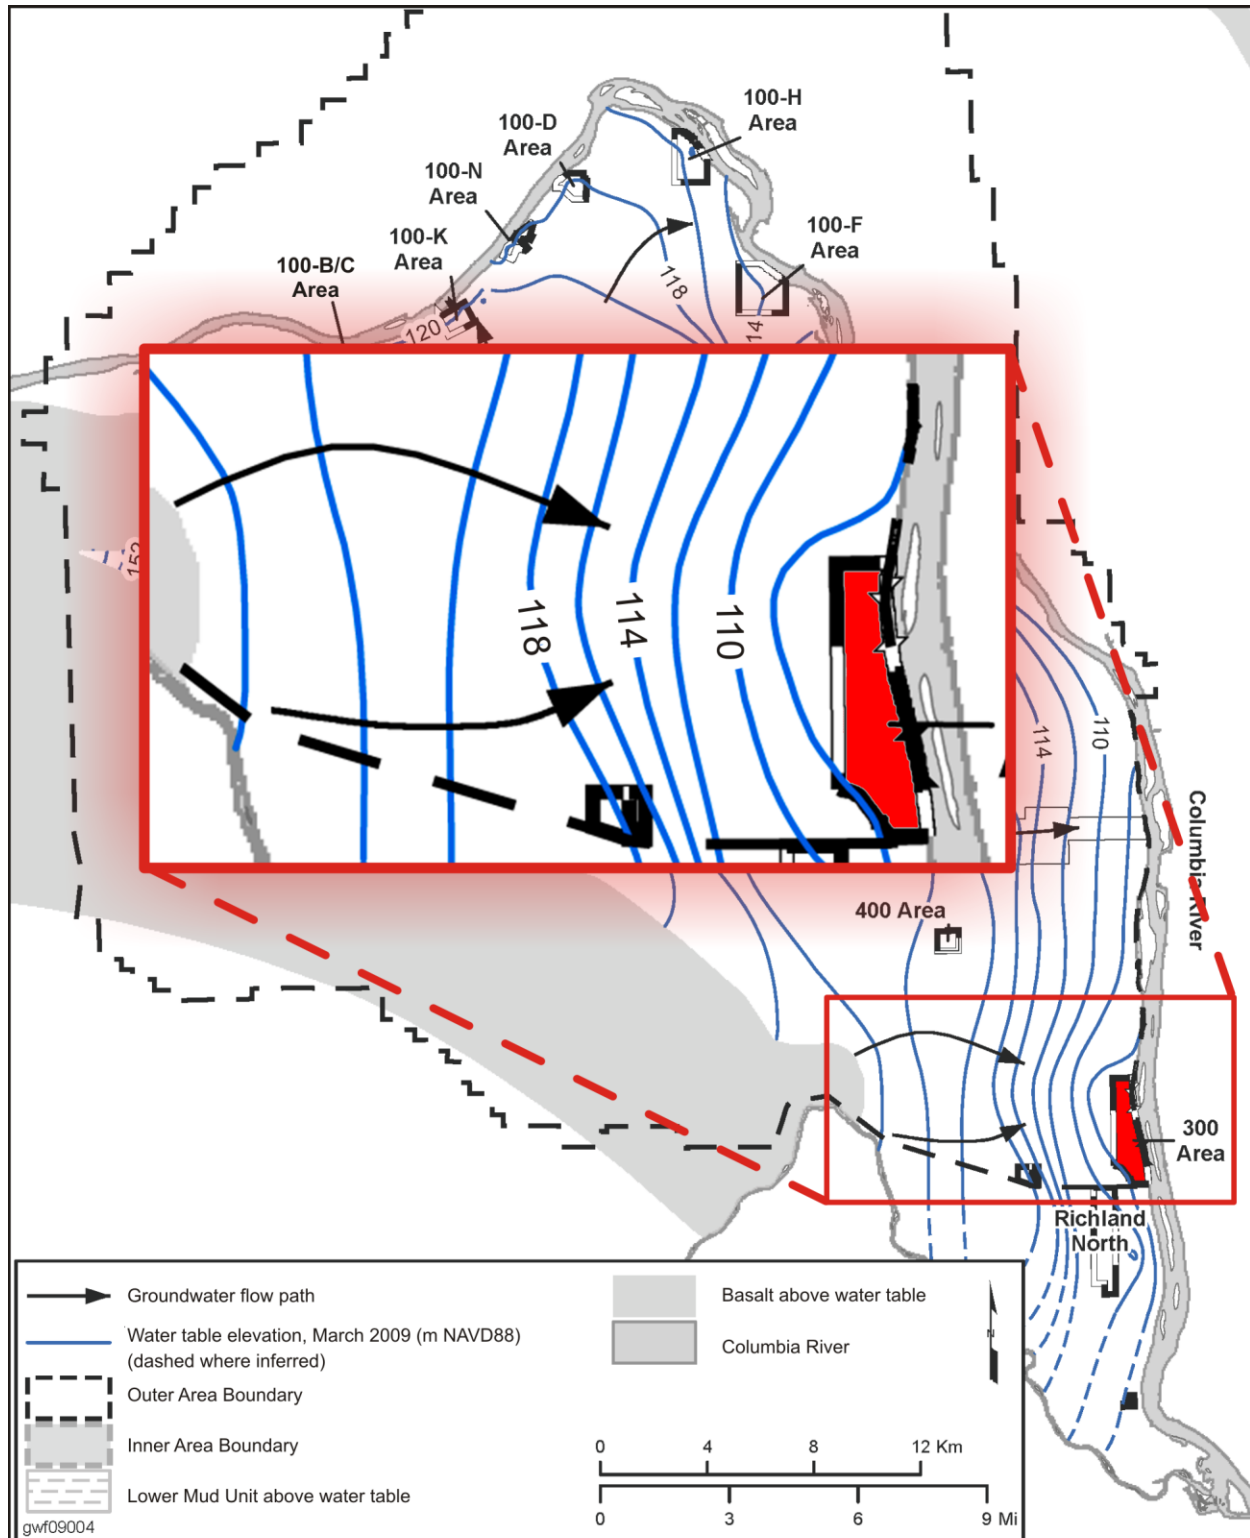 100-H
Area
100-D
Area
100-N
Area
100-K
Area
100-F
Area
100-B/C
Area
118
120
14
152
118
114
110
114
110
Columbia River
400 Area
300
Area
Richland
North
Groundwater flow path
Water table elevation, March 2009 (m NAVD88)
(dashed where inferred)
Outer Area Boundary
Inner Area Boundary
Lower Mud Unit above water table
Basalt above water table
Columbia River
N
0 4 8 12 Km
0 3 6 9 Mi
gwf09004